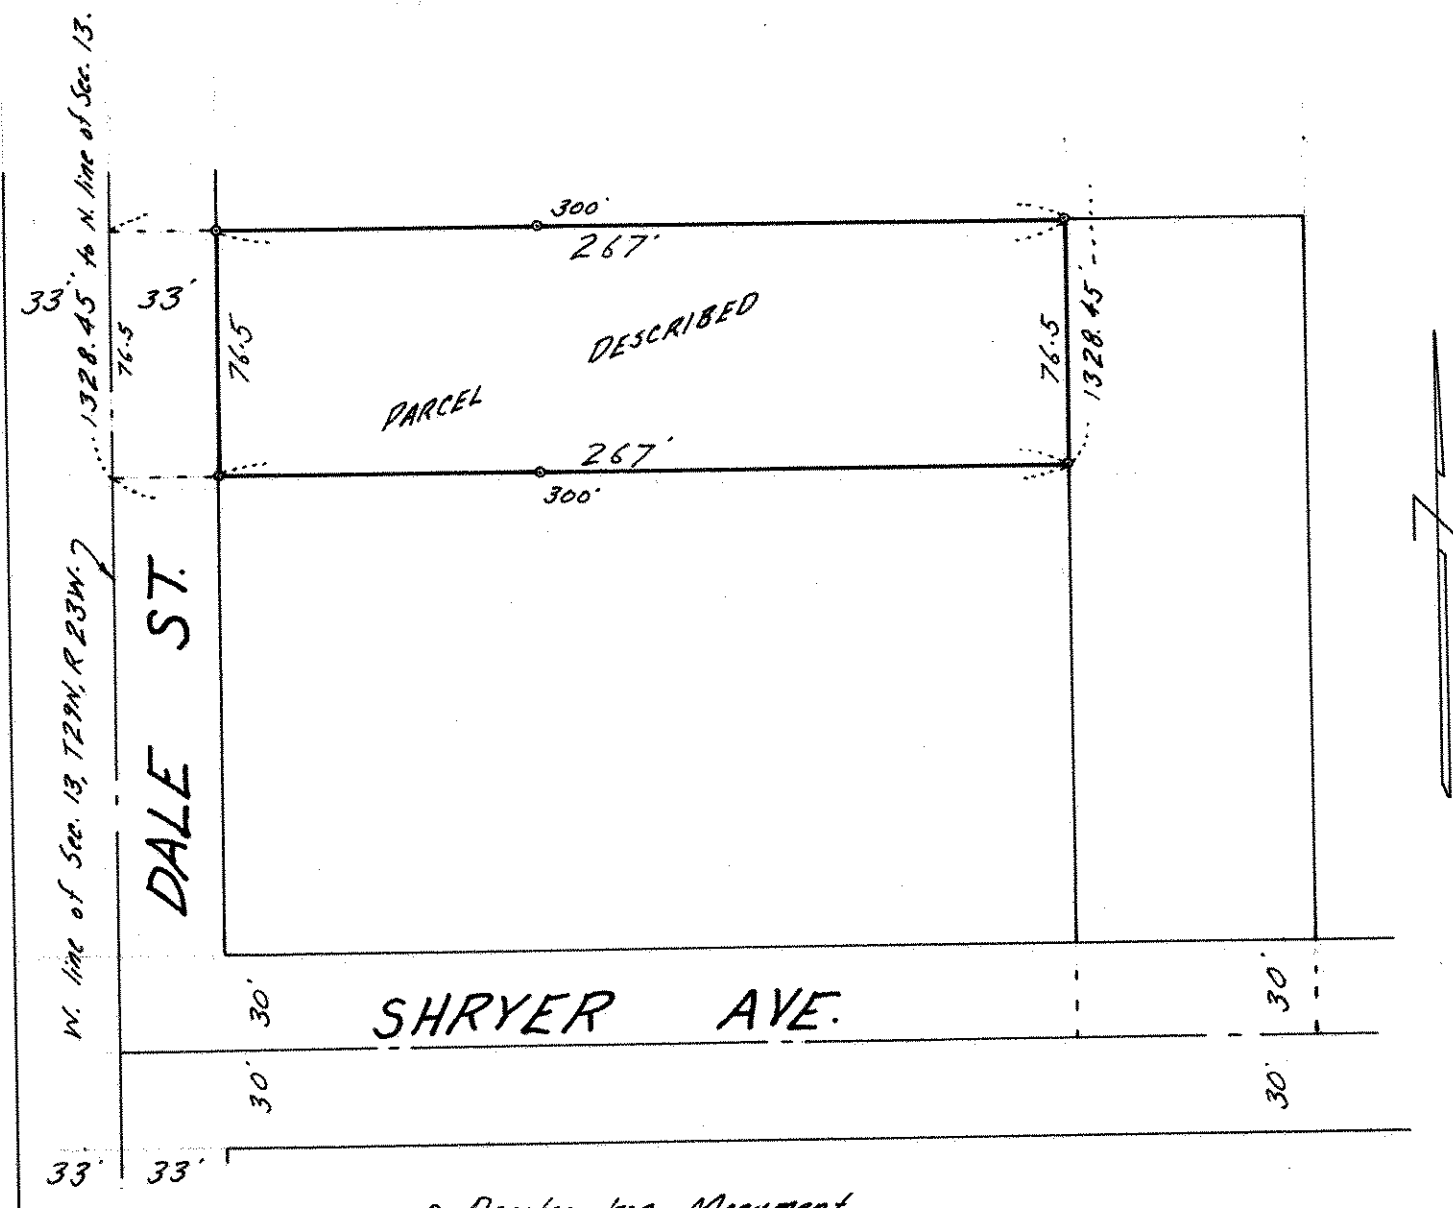 1328.45' to N. line of Sec. 13.
300'
267'
33'
33'
76.5
76.5
DESCRIBED
76.5
1328.45'
PARCEL
267'
300'
W. line of Sec. 13, T29N, R 23W.
DALE ST.
30'
SHRYER AVE.
30'
30'
30'
33'
33'
Monument